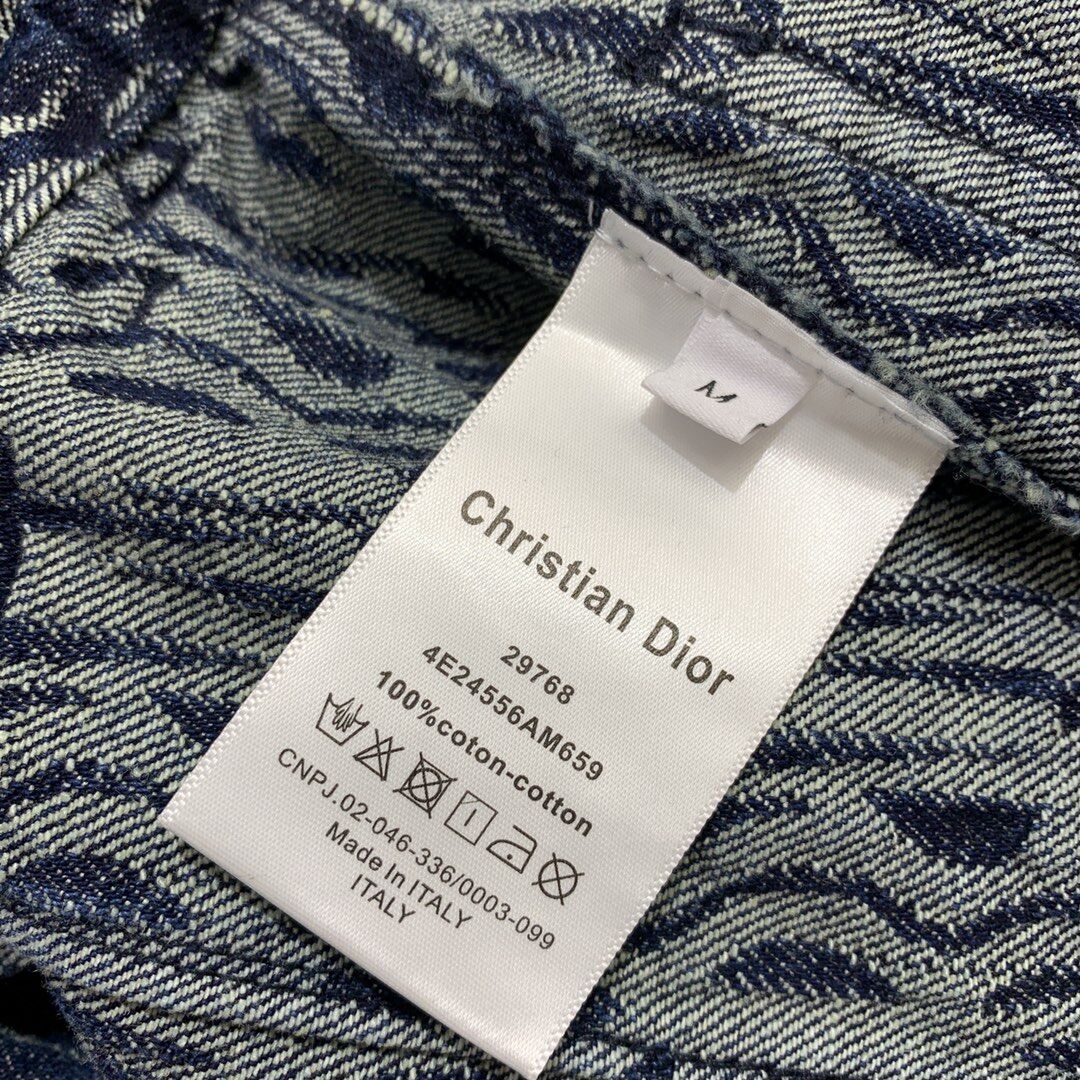 M
Christian Dior
29768
4E24556AM659
100%coton-cotton
CNPJ.02-046-336/0003-099
Made In ITALY
ITALY